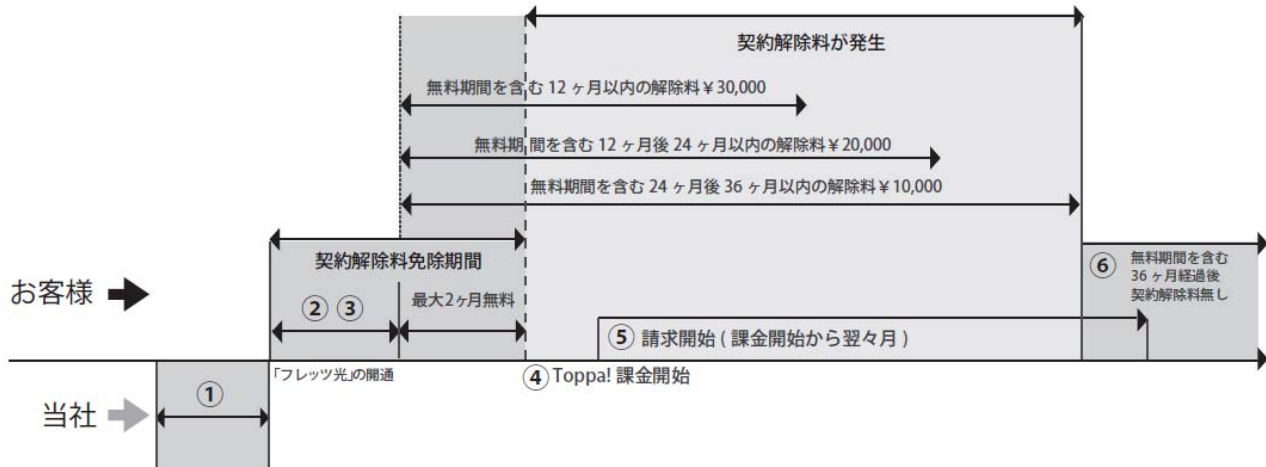 契約解除料が発生
無料期間を含む 12 ヶ月以内の解除料￥30,000
無料期間を含む 12 ヶ月後 24 ヶ月以内の解除料￥20,000
無料期間を含む 24 ヶ月後 36 ヶ月以内の解除料￥10,000
契約解除料免除期間
お客様
② ③
最大2ヶ月無料
⑥
無料期間を含む
36 ヶ月経過後
契約解除料無し
⑤ 請求開始 ( 課金開始から翌々月 )
「フレッツ光」の開通
④ Toppa! 課金開始
当社
①